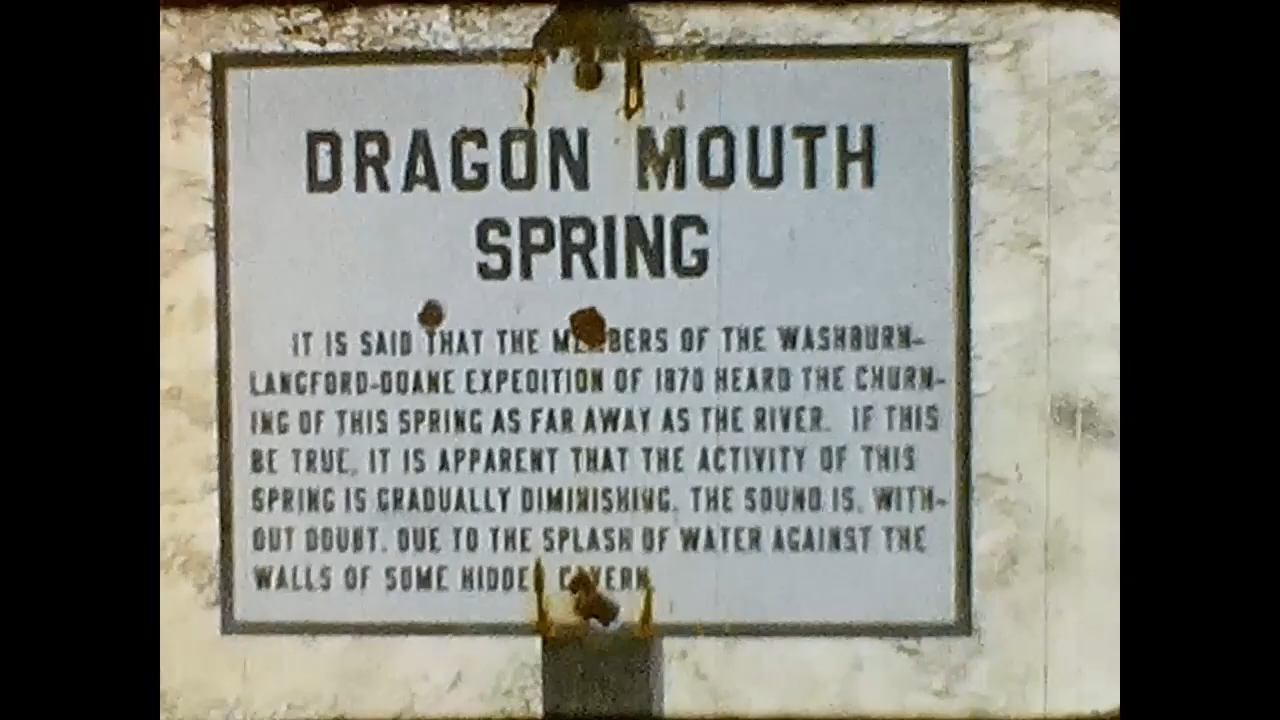 DRAGON MOUTH
SPRING
IT IS SAID THAT THE MEMBERS OF THE WASHBURN-
LANGFORD-DOANE EXPEDITION OF 1870 HEARD THE CHURN-
ING OF THIS SPRING AS FAR AWAY AS THE RIVER. IF THIS
BE TRUE, IT IS APPARENT THAT THE ACTIVITY OF THIS
SPRING IS GRADUALLY DIMINISHING. THE SOUND IS, WITH-
OUT DOUBT, DUE TO THE SPLASH OF WATER AGAINST THE
WALLS OF SOME HIDDEN CAVERN.